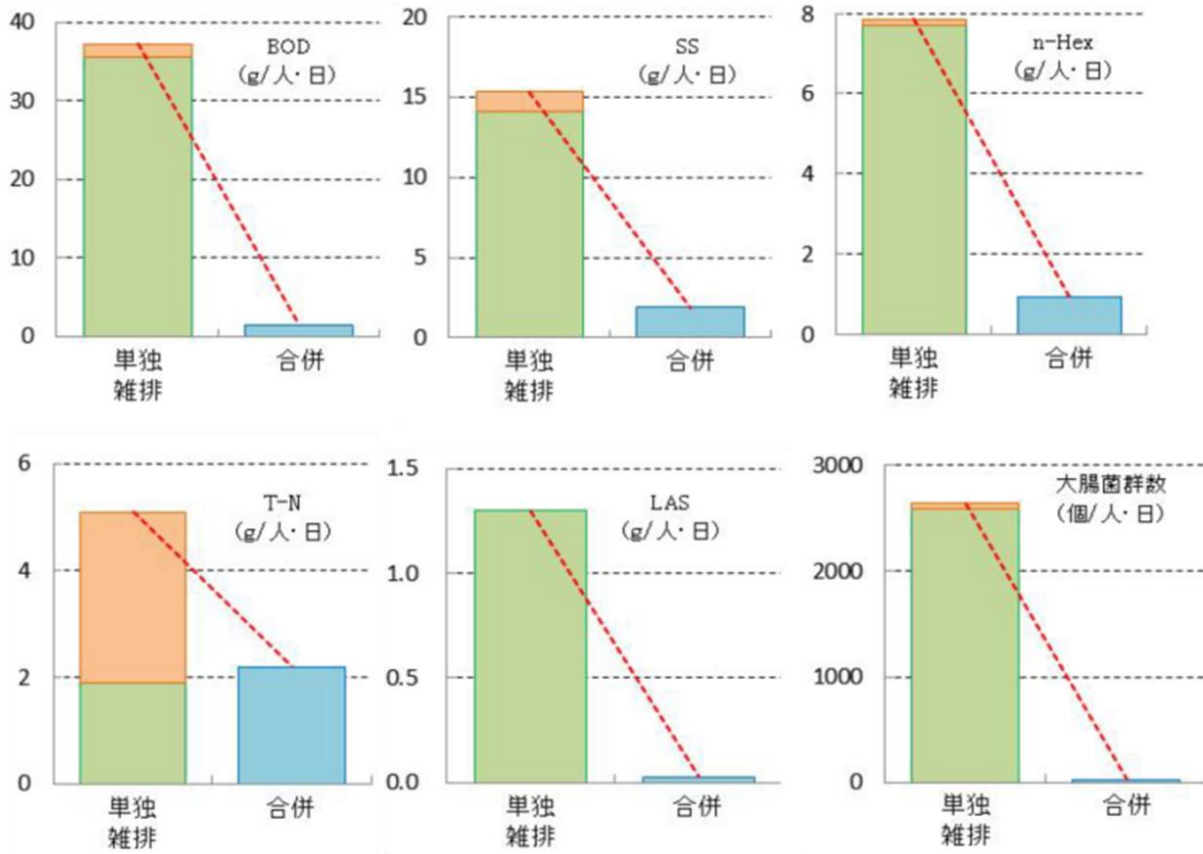 40
30
20
10
0
BOD
(g/人・日)
単独
雑排
合併
20
15
10
5
0
SS
(g/人・日)
単独
雑排
合併
8
6
4
2
0
n-Hex
(g/人・日)
単独
雑排
合併
6
4
2
0
T-N
(g/人・日)
単独
雑排
合併
1.5
1.0
0.5
0.0
LAS
(g/人・日)
単独
雑排
合併
3000
2000
1000
0
大腸菌群数
(個/人・日)
単独
雑排
合併